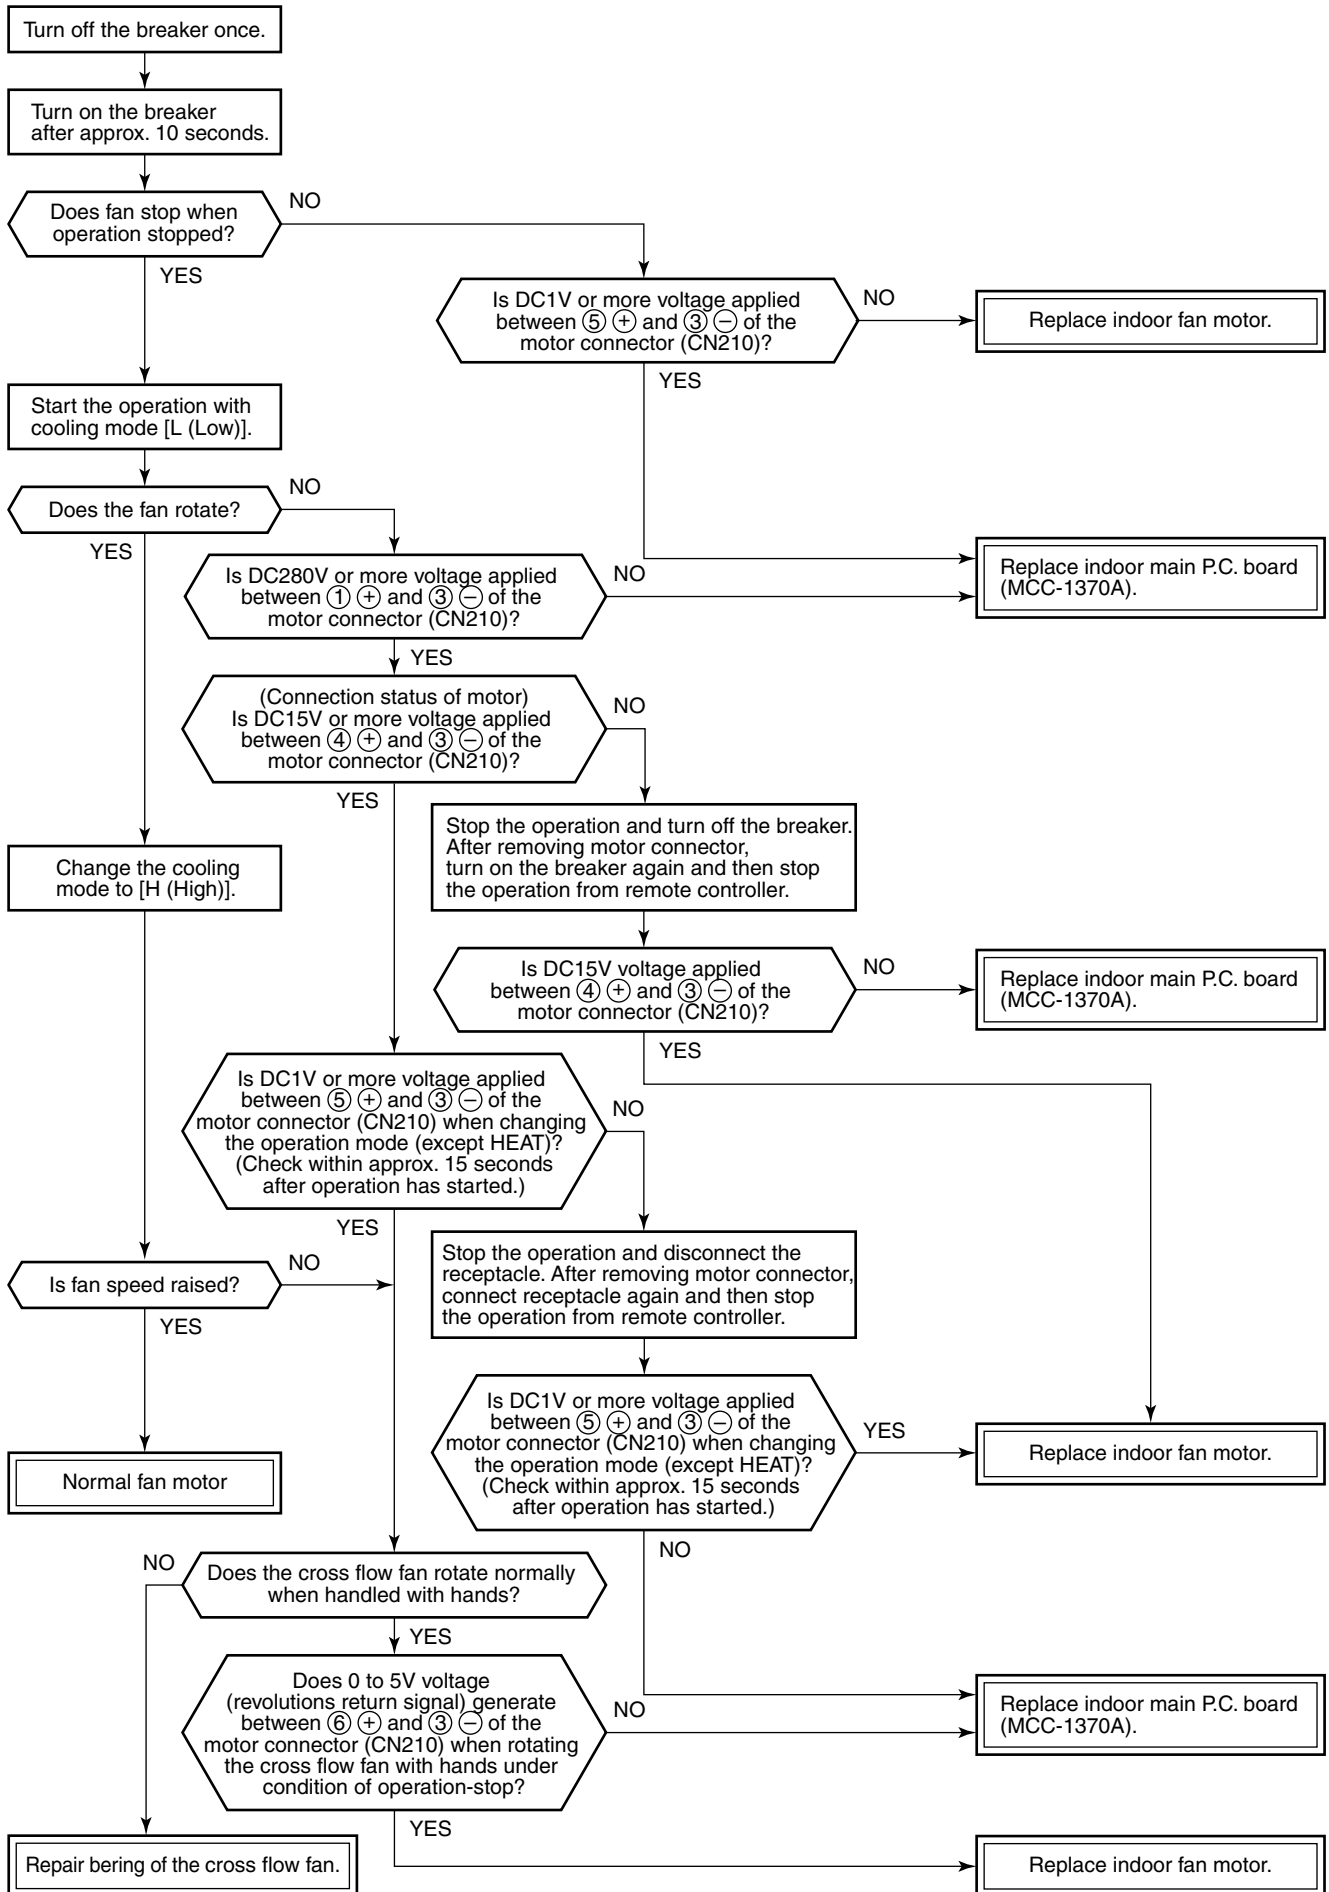 Turn off the breaker once.
Turn on the breaker
after approx. 10 seconds.
Does fan stop when
operation stopped?
NO
YES
Is DC1V or more voltage applied
between ⑤ ⊕ and ③ ⊖ of the
motor connector (CN210)?
NO
Replace indoor fan motor.
YES
Start the operation with
cooling mode [L (Low)].
Does the fan rotate?
NO
YES
Is DC280V or more voltage applied
between ① ⊕ and ③ ⊖ of the
motor connector (CN210)?
NO
Replace indoor main P.C. board
(MCC-1370A).
YES
(Connection status of motor)
Is DC15V or more voltage applied
between ④ ⊕ and ③ ⊖ of the
motor connector (CN210)?
NO
YES
Stop the operation and turn off the breaker.
After removing motor connector,
turn on the breaker again and then stop
the operation from remote controller.
Change the cooling
mode to [H (High)].
Is DC15V voltage applied
between ④ ⊕ and ③ ⊖ of the
motor connector (CN210)?
NO
Replace indoor main P.C. board
(MCC-1370A).
YES
Is DC1V or more voltage applied
between ⑤ ⊕ and ③ ⊖ of the
motor connector (CN210) when changing
the operation mode (except HEAT)?
(Check within approx. 15 seconds
after operation has started.)
NO
YES
Stop the operation and disconnect the
receptacle. After removing motor connector,
connect receptacle again and then stop
the operation from remote controller.
Is fan speed raised?
NO
YES
Is DC1V or more voltage applied
between ⑤ ⊕ and ③ ⊖ of the
motor connector (CN210) when changing
the operation mode (except HEAT)?
(Check within approx. 15 seconds
after operation has started.)
YES
Replace indoor fan motor.
NO
Normal fan motor
Does the cross flow fan rotate normally
when handled with hands?
NO
YES
Does 0 to 5V voltage
(revolutions return signal) generate
between ⑥ ⊕ and ③ ⊖ of the
motor connector (CN210) when rotating
the cross flow fan with hands under
condition of operation-stop?
NO
Replace indoor main P.C. board
(MCC-1370A).
YES
Repair bering of the cross flow fan.
Replace indoor fan motor.